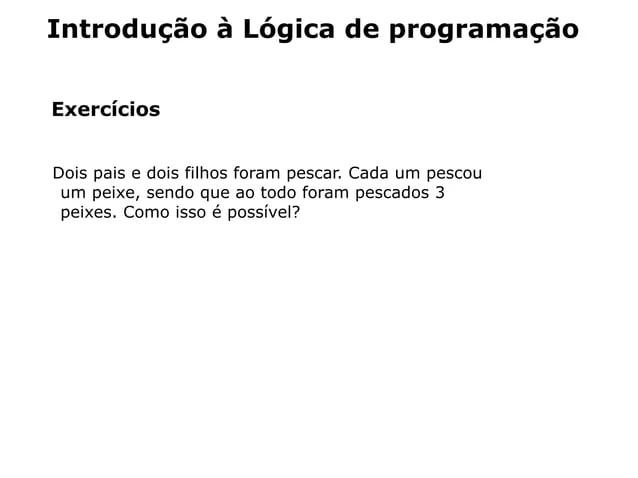 Introdução à Lógica de programação
Exercícios
Dois pais e dois filhos foram pescar. Cada um pescou
um peixe, sendo que ao todo foram pescados 3
peixes. Como isso é possível?